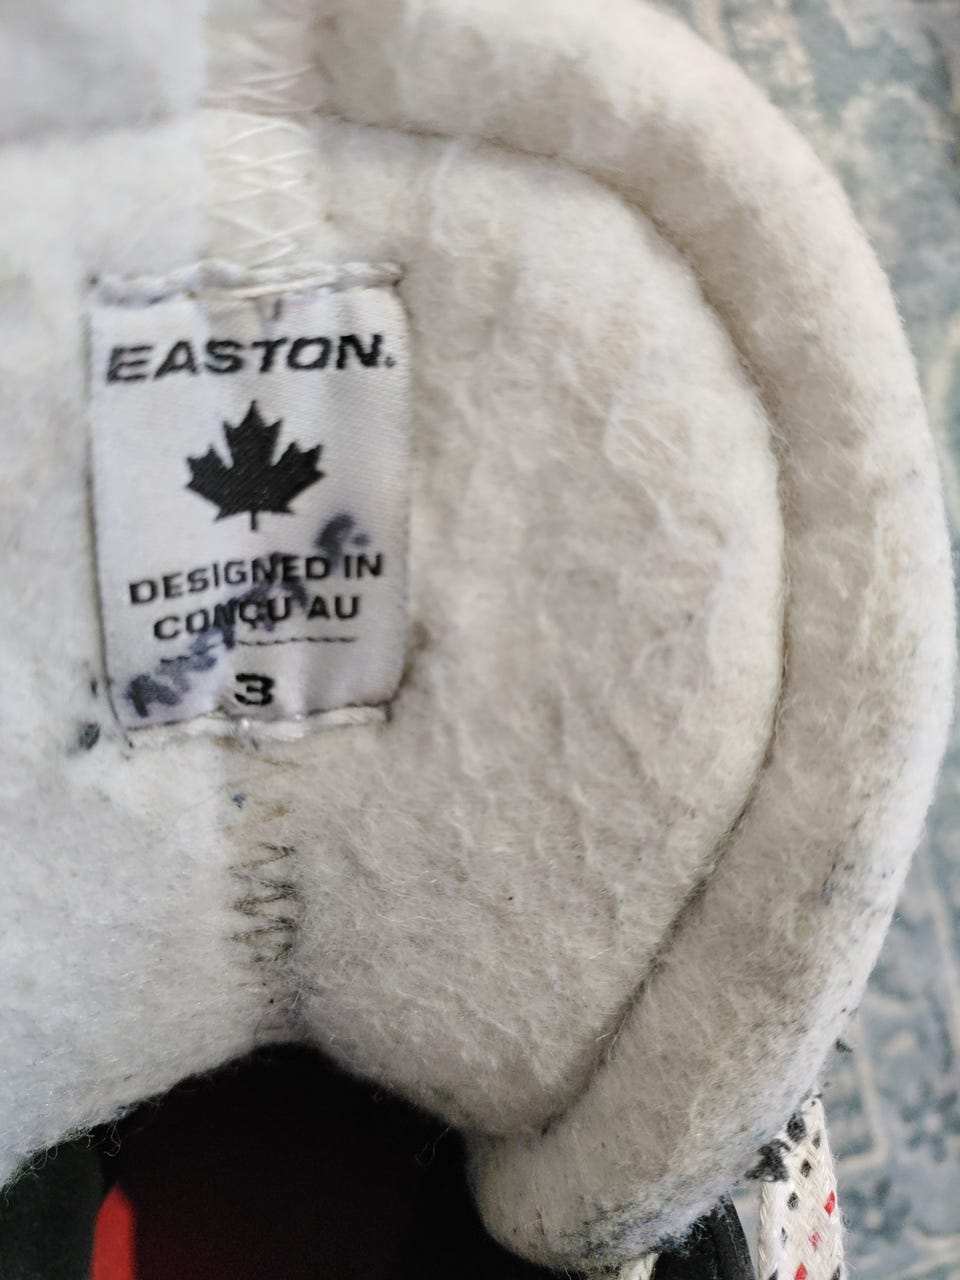 EASTON.
DESIGNED IN
CONÇU AU
3